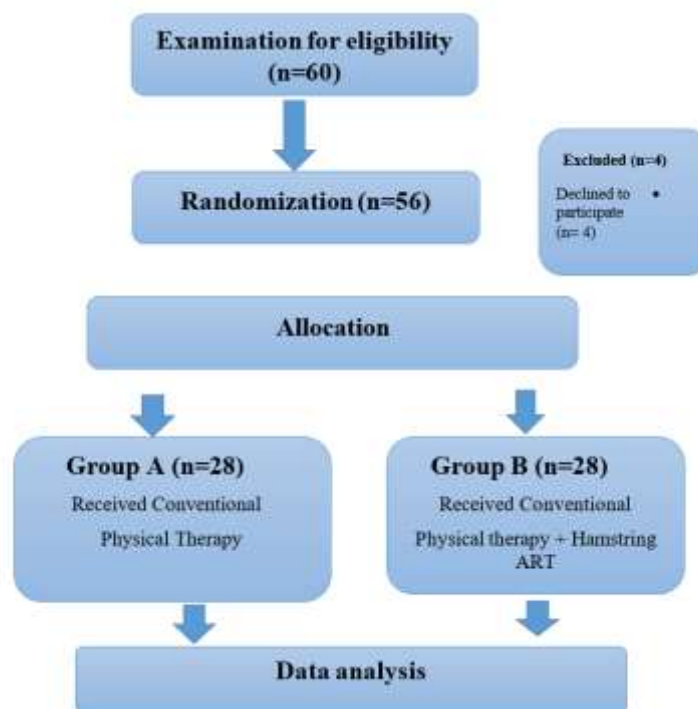 Examination for eligibility
(n=60)
Randomization (n=56)
Excluded (n=4)
Declined to •
participate
(n= 4)
Allocation
Group A (n=28)
Received Conventional
Physical Therapy
Group B (n=28)
Received Conventional
Physical therapy + Hamstring
ART
Data analysis